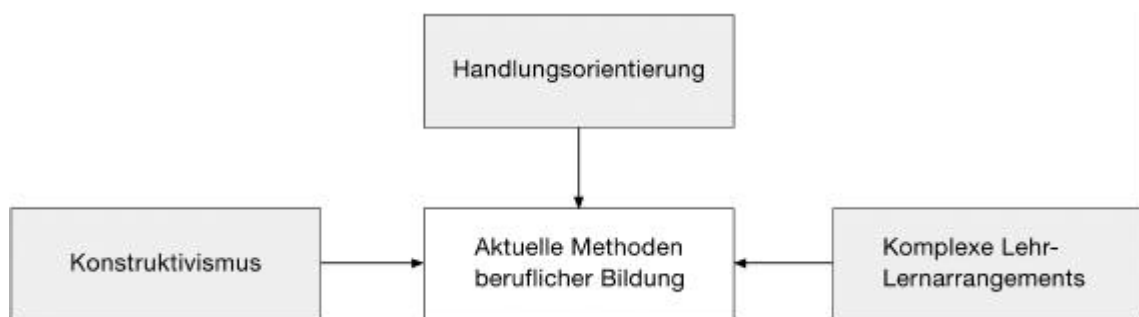 Handlungsorientierung
Konstruktivismus
Aktuelle Methoden
beruflicher Bildung
Komplexe Lehr-
Lernarrangements